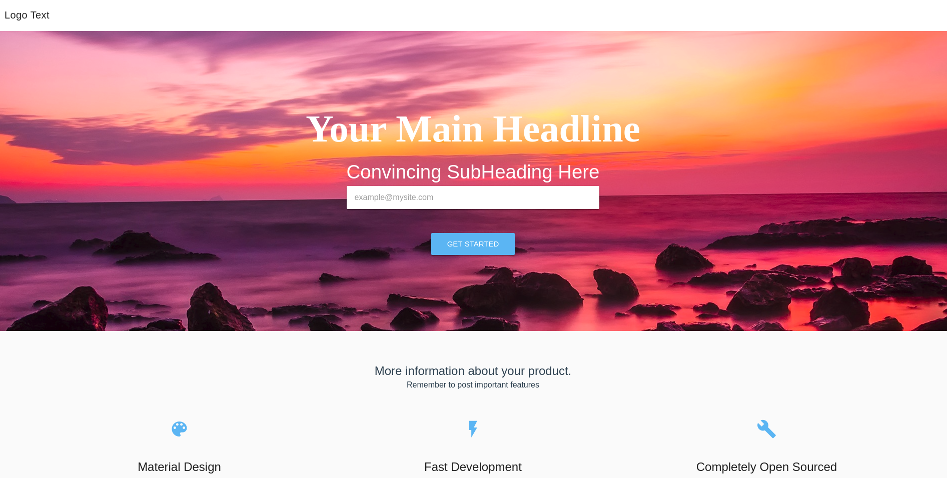 Logo Text
Your Main Headline
Convincing SubHeading Here
example@mysite.com
GET STARTED
More information about your product.
Remember to post important features
Material Design
Fast Development
Completely Open Sourced